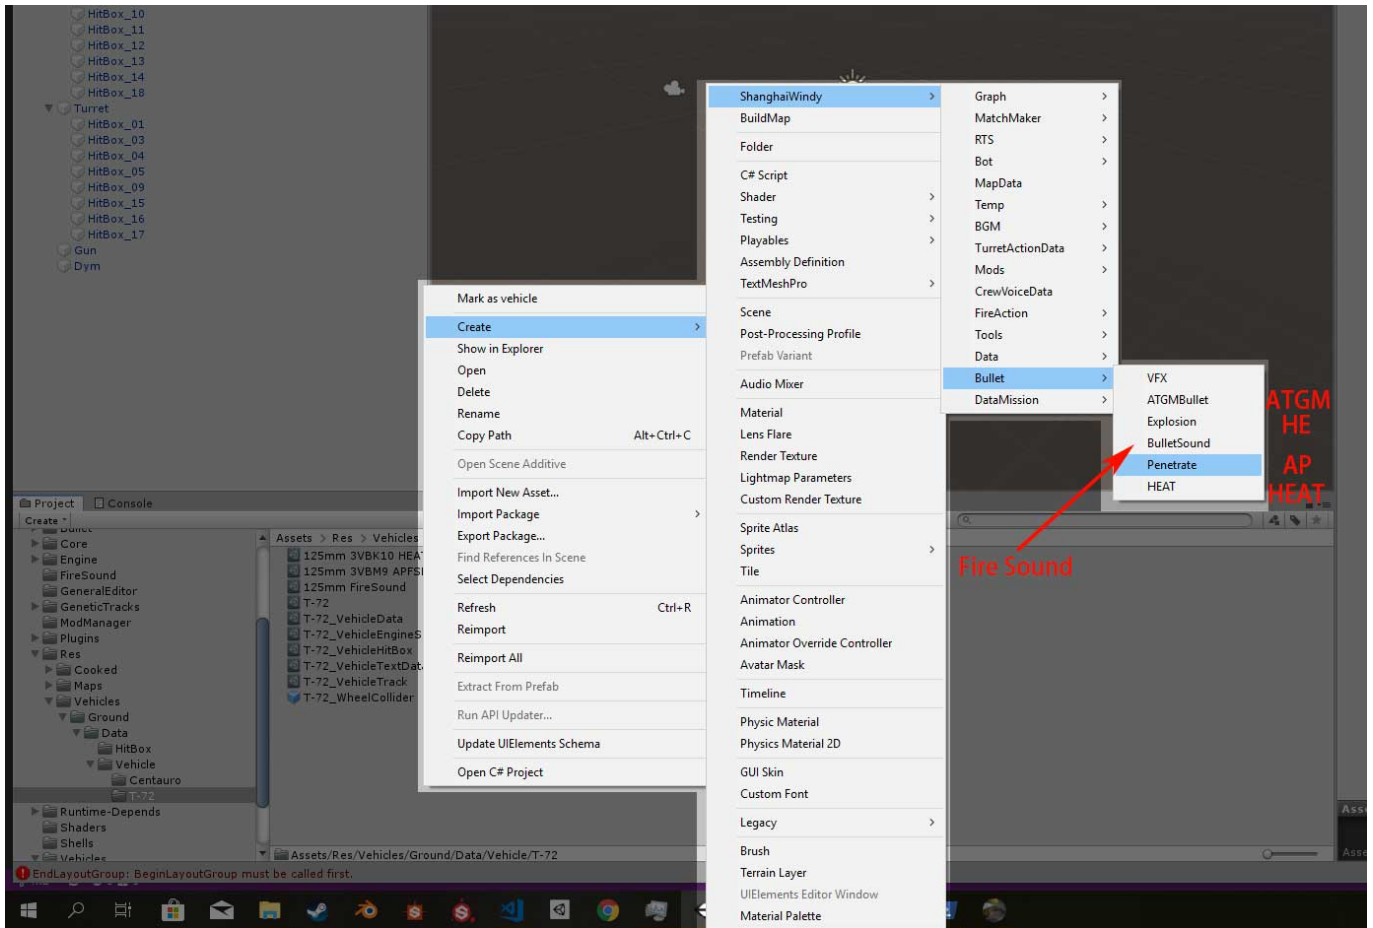 HitBox_10
HitBox_11
HitBox_12
HitBox_13
HitBox_14
HitBox_18
Turret
HitBox_01
HitBox_03
HitBox_04
HitBox_05
HitBox_09
HitBox_15
HitBox_16
HitBox_17
Gun
Dym
Mark as vehicle
Create
Show in Explorer
Open
Delete
Rename
Copy Path Alt+Ctrl+C
Open Scene Additive
Import New Asset...
Import Package
Export Package...
Find References In Scene
Select Dependencies
Refresh Ctrl+R
Reimport
Reimport All
Extract From Prefab
Run API Updater...
Update UIElements Schema
Open C# Project
ShanghaiWindy
BuildMap
Folder
C# Script
Shader
Testing
Playables
Assembly Definition
TextMeshPro
Scene
Post-Processing Profile
Prefab Variant
Audio Mixer
Material
Lens Flare
Render Texture
Lightmap Parameters
Custom Render Texture
Sprite Atlas
Sprites
Tile
Animator Controller
Animation
Animator Override Controller
Avatar Mask
Timeline
Physic Material
Physics Material 2D
GUI Skin
Custom Font
Legacy
Brush
Terrain Layer
UIElements Editor Window
Material Palette
Graph
MatchMaker
RTS
Bot
MapData
Temp
BGM
TurretActionData
Mods
CrewVoiceData
FireAction
Tools
Data
Bullet
DataMission
VFX
ATGMBullet
Explosion
BulletSound
Penetrate
HEAT
ATGM
HE
AP
HEAT
Fire Sound
Project Console
Create
Bullet
Core
Engine
FireSound
GeneralEditor
GeneticTracks
ModManager
Plugins
Res
Cooked
Maps
Vehicles
Ground
Data
HitBox
Vehicle
Centauro
T-72
Runtime-Depends
Shaders
Shells
Vehicles
Assets > Res > Vehicles
125mm 3VBK10 HEA
125mm 3VBM9 APFS
125mm FireSound
T-72
T-72_VehicleData
T-72_VehicleEngineS
T-72_VehicleHitBox
T-72_VehicleTextDat
T-72_VehicleTrack
T-72_WheelCollider
Assets/Res/Vehicles/Ground/Data/Vehicle/T-72
EndLayoutGroup: BeginLayoutGroup must be called first.
Asse
Asse